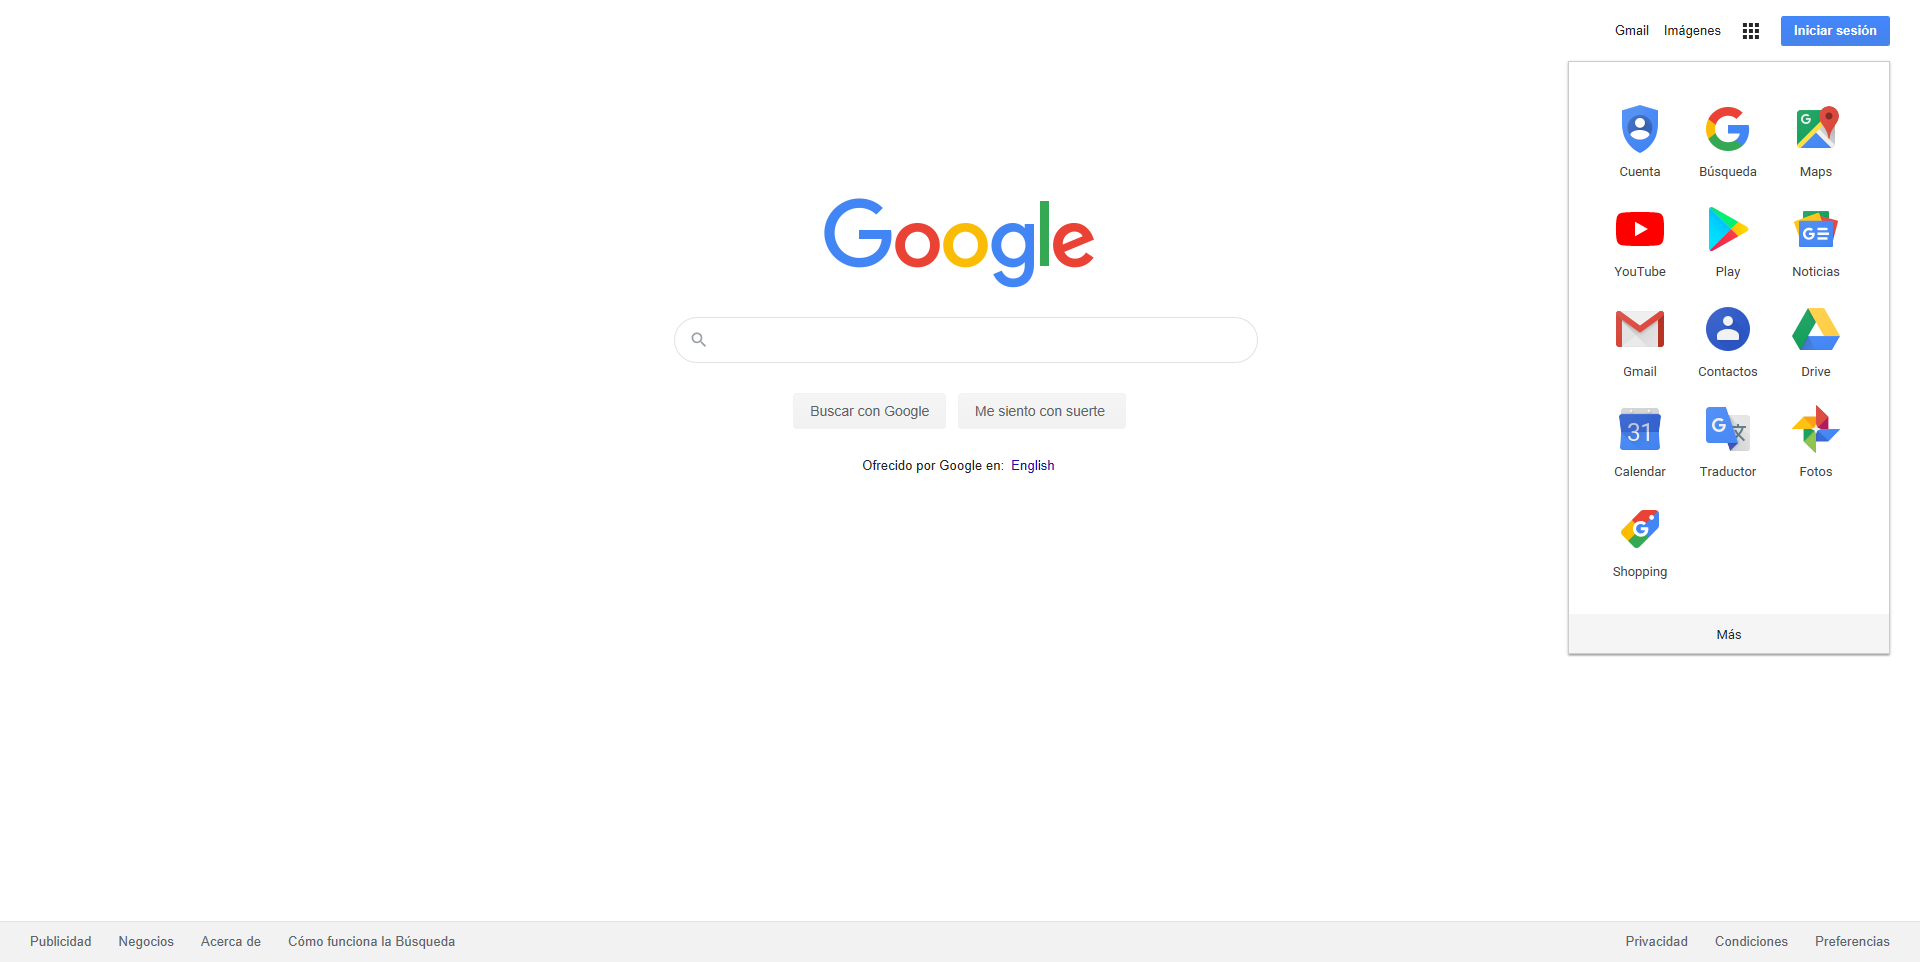 Gmail Imágenes Iniciar sesión
Cuenta Búsqueda Maps
YouTube Play Noticias
Gmail Contactos Drive
31
Calendar Traductor Fotos
Shopping
Más
Google
Buscar con Google Me siento con suerte
Ofrecido por Google en: English
Publicidad Negocios Acerca de Cómo funciona la Búsqueda Privacidad Condiciones Preferencias